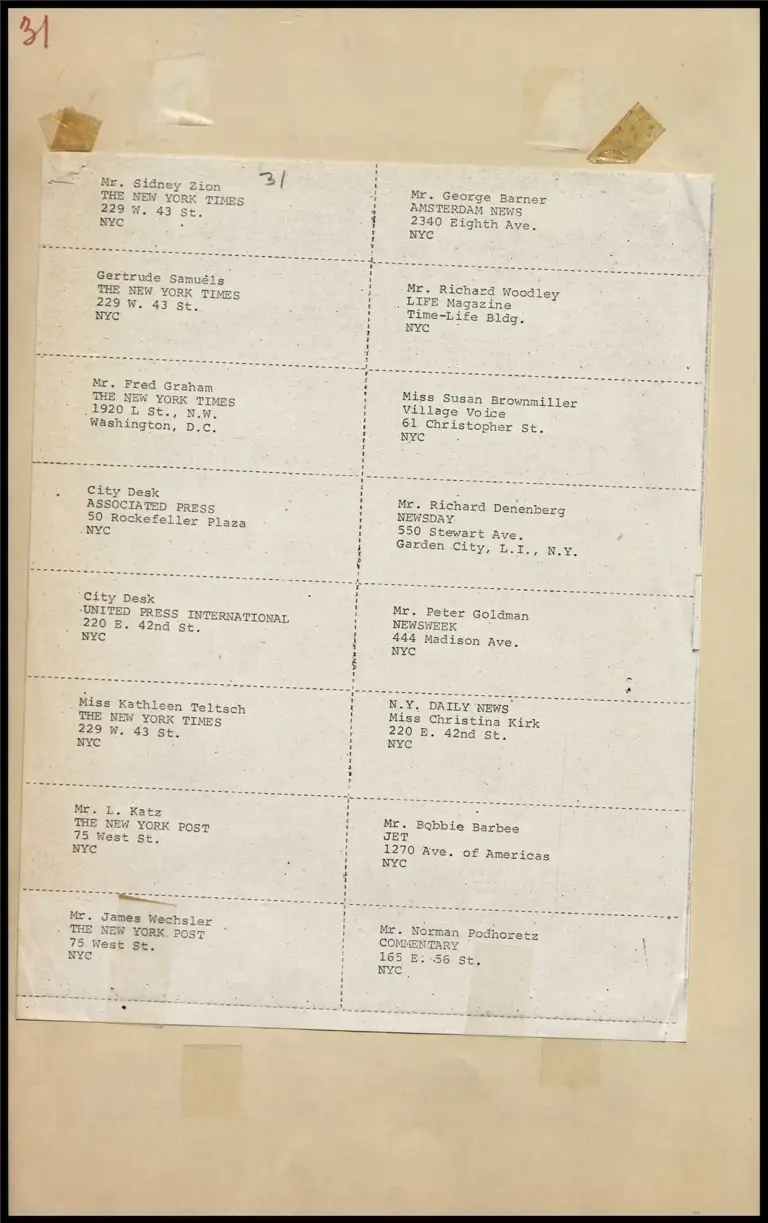 31
Mr. Sidney Zion
THE NEW YORK TIMES
229 W. 43 St.
NYC
31
Gertrude Samuels
THE NEW YORK TIMES
229 W. 43 St.
NYC
Mr. Fred Graham
THE NEW YORK TIMES
1920 L St., N.W.
Washington, D.C.
City Desk
ASSOCIATED PRESS
50 Rockefeller Plaza
NYC
City Desk
UNITED PRESS INTERNATIONAL
220 E. 42nd St.
NYC
Miss Kathleen Teltsch
THE NEW YORK TIMES
229 W. 43 St.
NYC
Mr. L. Katz
THE NEW YORK POST
75 West St.
NYC
Mr. James Wechsler
THE NEW YORK POST
75 West St.
NYC
Mr. George Barner
AMSTERDAM NEWS
2340 Eighth Ave.
NYC
Mr. Richard Woodley
LIFE Magazine
Time-Life Bldg.
NYC
Miss Susan Brownmiller
Village Voice
61 Christopher St.
NYC
Mr. Richard Denenberg
NEWSDAY
550 Stewart Ave.
Garden City, L.I., N.Y.
Mr. Peter Goldman
NEWSWEEK
444 Madison Ave.
NYC
N.Y. DAILY NEWS
Miss Christina Kirk
220 E. 42nd St.
NYC
Mr. Bobbie Barbee
JET
1270 Ave. of Americas
NYC
Mr. Norman Podhoretz
COMMENTARY
165 E. 56 St.
NYC